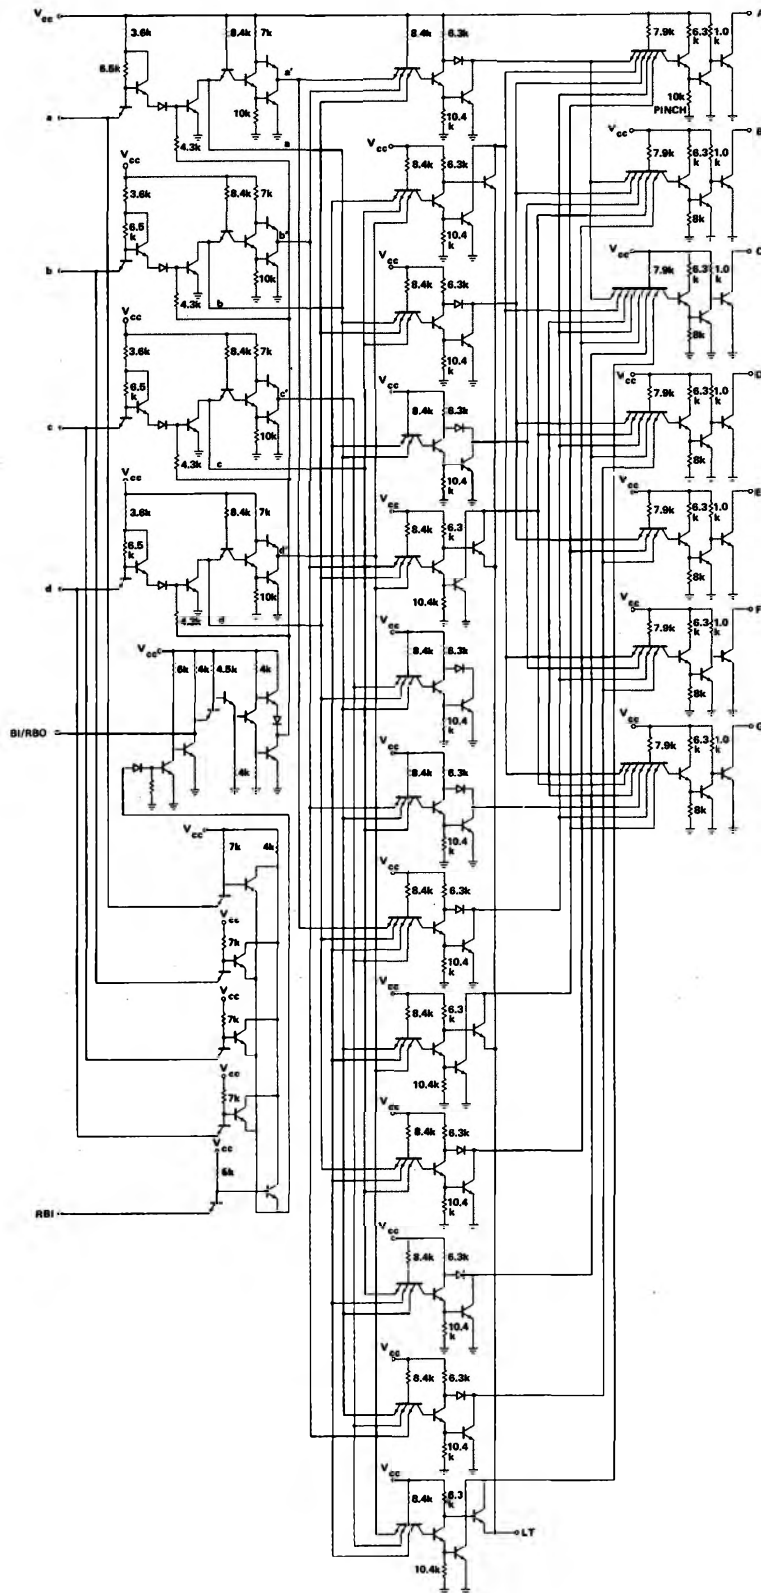 Vcc
3.6k
8.4k
7k
8.4k
6.3k
7.9k
6.3
k
1.0
k
A
6.5k
a'
10k
PINCH
a
10k
10.4
k
4.3k
a
Vcc
Vcc
8.4k
6.3k
Vcc
7.9k
6.3
k
1.0
k
B
3.6k
8.4k
7k
6.5
k
b'
10.4
k
8k
b
10k
4.3k
b
Vcc
8.4k
6.3k
Vcc
7.9k
6.3
k
1.0
k
C
Vcc
3.6k
8.4k
7k
10.4
k
8k
6.5
k
c'
Vcc
8.4k
6.3k
Vcc
7.9k
6.3
k
1.0
k
D
c
10k
4.3k
c
10.4
k
8k
Vcc
3.6k
8.4k
7k
Vcc
8.4k
6.3
k
Vcc
7.9k
6.3
k
1.0
k
E
6.5
k
d'
d
10k
10.4k
8k
4.3k
d
Vcc
6k
4k
4.5k
4k
Vcc
8.4k
6.3k
Vcc
7.9k
6.3
k
1.0
k
F
BI/RBO
10.4
k
8k
4k
Vcc
8.4k
6.3k
Vcc
7.9k
6.3
k
1.0
k
G
10.4
k
8k
Vcc
7k
4k
Vcc
8.4k
6.3k
Vcc
7k
10.4
k
Vcc
7k
Vcc
8.4k
6.3
k
Vcc
7k
10.4k
Vcc
6k
Vcc
8.4k
6.3k
RBI
10.4
k
Vcc
8.4k
6.3k
10.4
k
Vcc
8.4k
6.3k
10.4
k
Vcc
8.4k
6.3
k
LT
10.4k